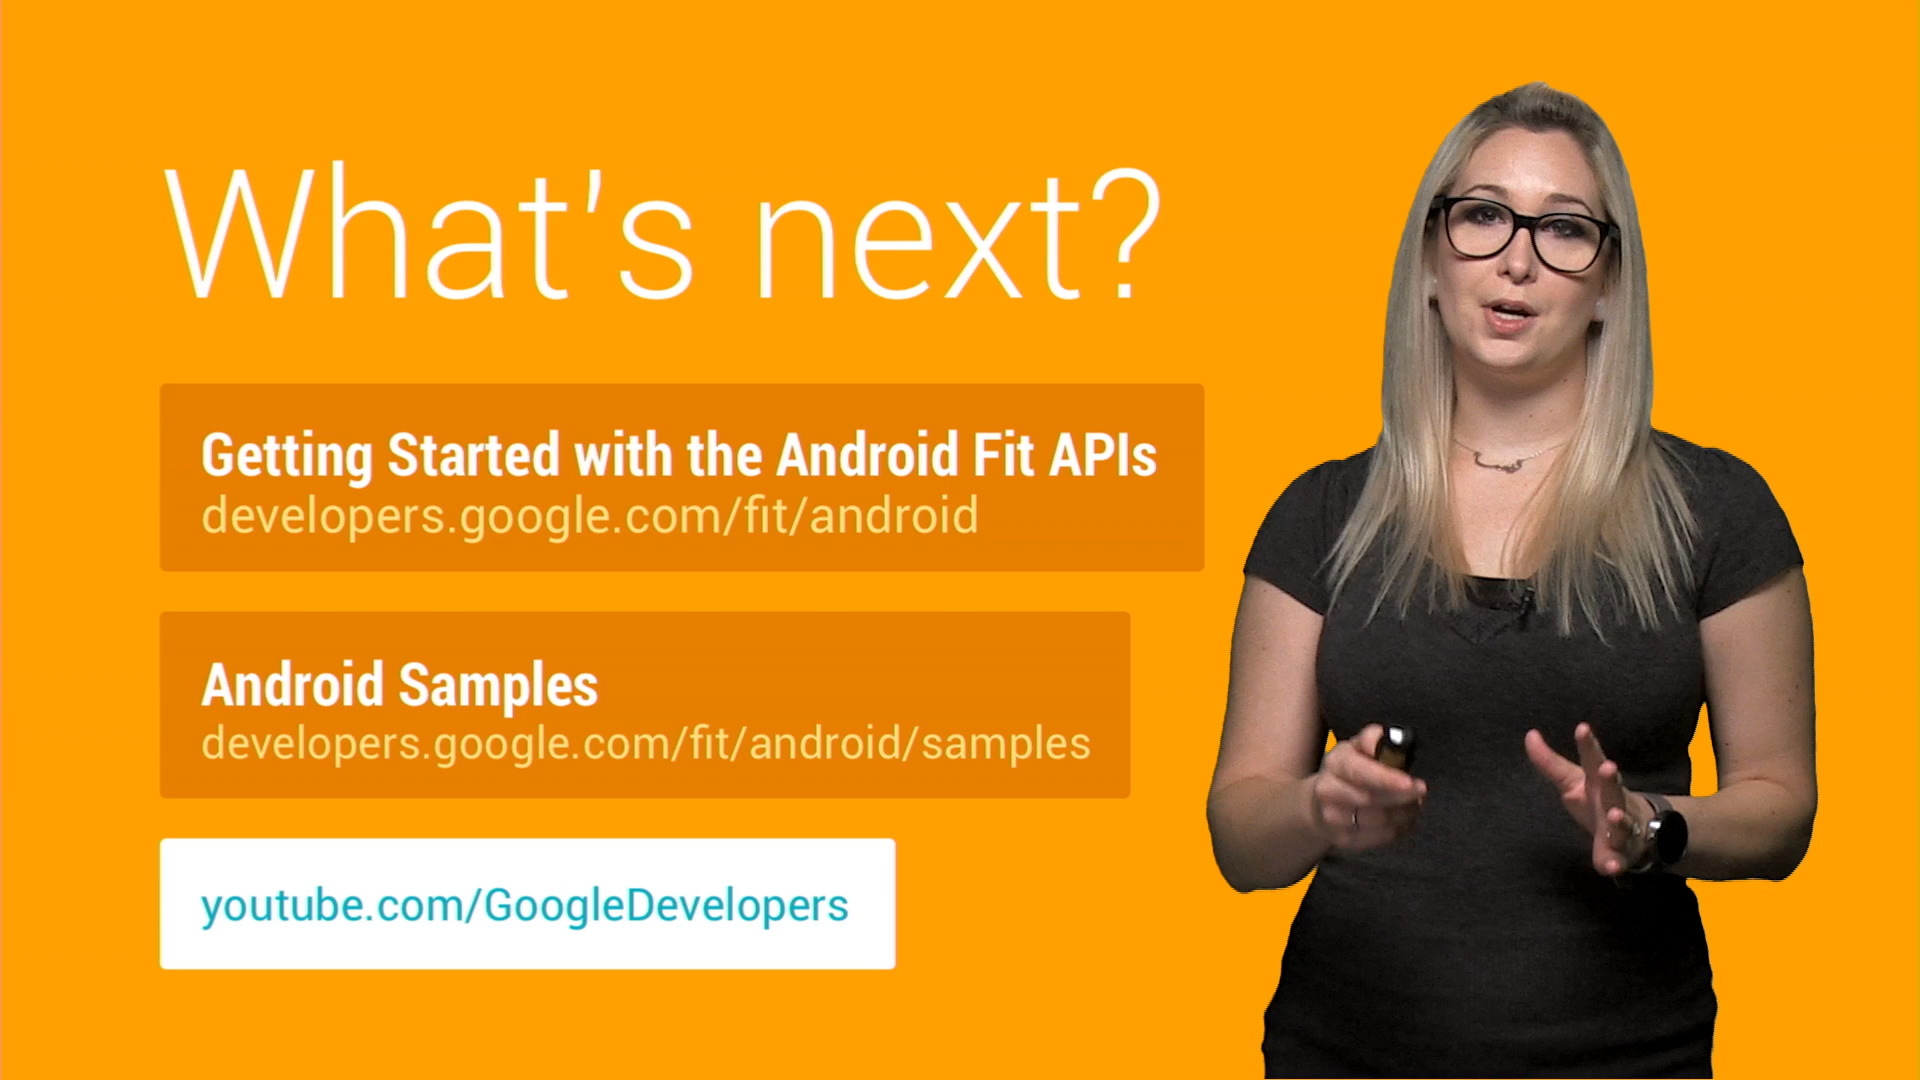 What's next?
Getting Started with the Android Fit APIs
developers.google.com/fit/android
Android Samples
developers.google.com/fit/android/samples
youtube.com/GoogleDevelopers